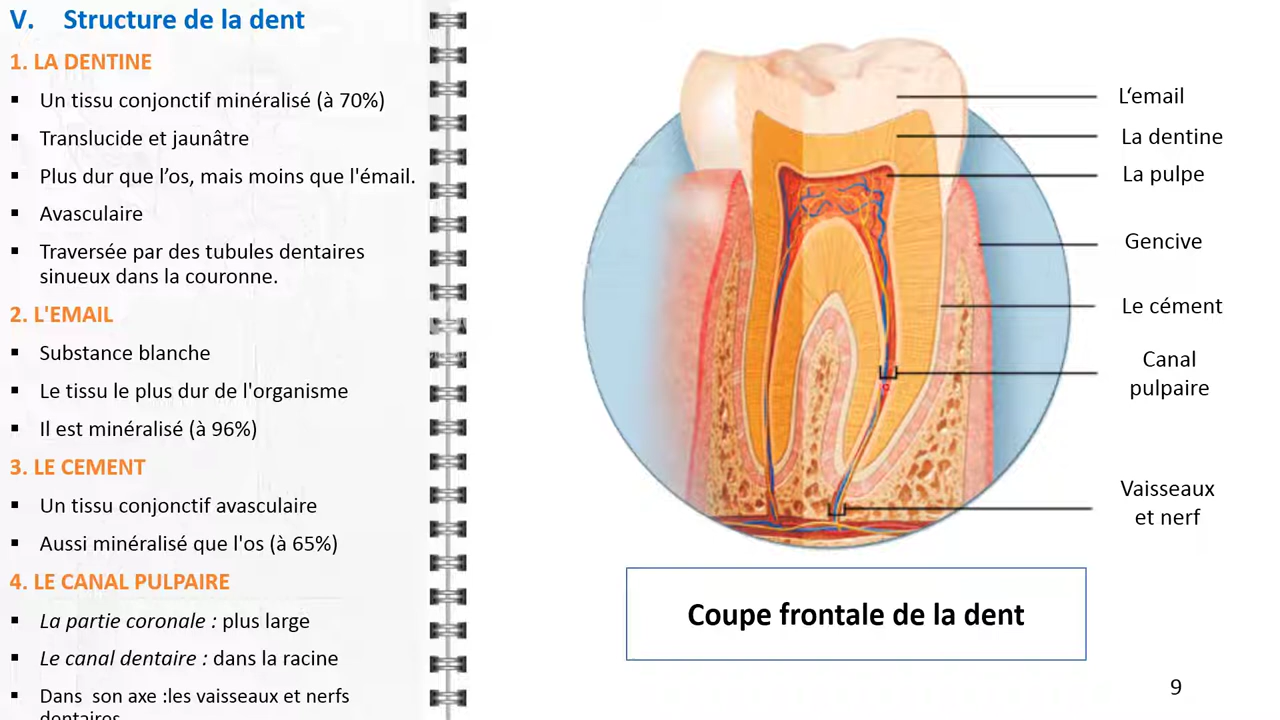 V. Structure de la dent
1. LA DENTINE
▪ Un tissu conjonctif minéralisé (à 70%)
▪ Translucide et jaunâtre
▪ Plus dur que l’os, mais moins que l'émail.
▪ Avasculaire
▪ Traversée par des tubules dentaires
sinueux dans la couronne.
2. L'EMAIL
▪ Substance blanche
▪ Le tissu le plus dur de l'organisme
▪ Il est minéralisé (à 96%)
3. LE CEMENT
▪ Un tissu conjonctif avasculaire
▪ Aussi minéralisé que l'os (à 65%)
4. LE CANAL PULPAIRE
▪ La partie coronale : plus large
▪ Le canal dentaire : dans la racine
▪ Dans son axe :les vaisseaux et nerfs
dentaires
L‘email
La dentine
La pulpe
Gencive
Le cément
Canal
pulpaire
Vaisseaux
et nerf
Coupe frontale de la dent
9